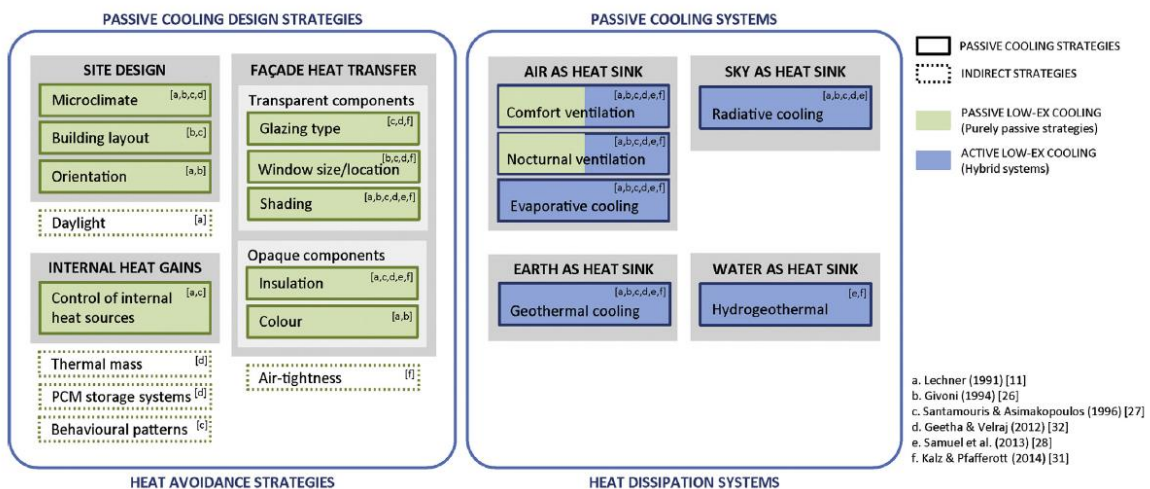 PASSIVE COOLING DESIGN STRATEGIES
SITE DESIGN
Microclimate [a,b,c,d]
Building layout [b,c]
Orientation [a,b]
Daylight [a]
INTERNAL HEAT GAINS
Control of internal [a,c]
heat sources
Thermal mass [d]
PCM storage systems [d]
Behavioural patterns [c]
FAÇADE HEAT TRANSFER
Transparent components
Glazing type [c,d,f]
Window size/location [b,c,d,f]
Shading [a,b,c,d,e,f]
Opaque components
Insulation [a,c,d,e,f]
Colour [a,b]
Air-tightness [f]
HEAT AVOIDANCE STRATEGIES
PASSIVE COOLING SYSTEMS
AIR AS HEAT SINK
Comfort ventilation [a,b,c,d,e,f]
Nocturnal ventilation [a,b,c,d,e,f]
Evaporative cooling [a,b,c,d,e,f]
SKY AS HEAT SINK
Radiative cooling [a,b,c,d,e]
EARTH AS HEAT SINK
Geothermal cooling [a,b,c,d,e,f]
WATER AS HEAT SINK
Hydrogeothermal [e,f]
HEAT DISSIPATION SYSTEMS
PASSIVE COOLING STRATEGIES
INDIRECT STRATEGIES
PASSIVE LOW-EX COOLING
(Purely passive strategies)
ACTIVE LOW-EX COOLING
(Hybrid systems)
a. Lechner (1991) [11]
b. Givoni (1994) [26]
c. Santamouris & Asimakopoulos (1996) [27]
d. Geetha & Velraj (2012) [32]
e. Samuel et al. (2013) [28]
f. Kalz & Pfafferott (2014) [31]